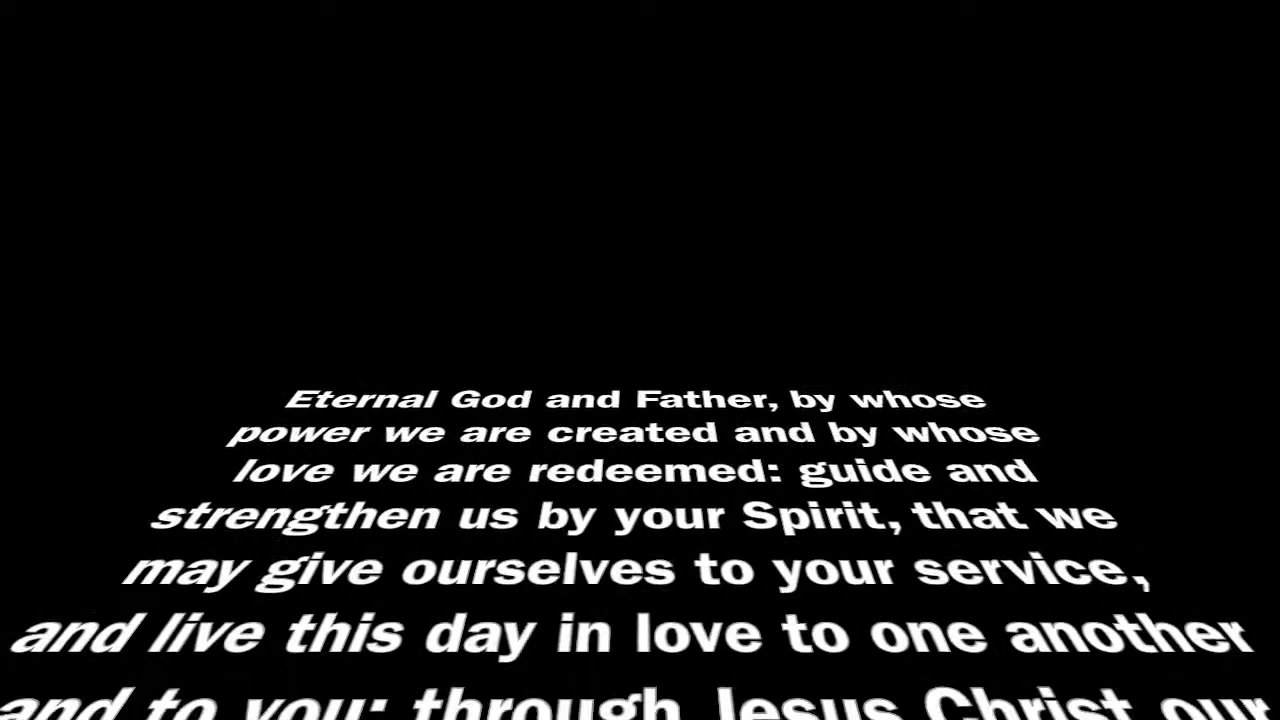 Eternal God and Father, by whose
power we are created and by whose
love we are redeemed: guide and
strengthen us by your Spirit, that we
may give ourselves to your service,
and live this day in love to one another
and to you; through Jesus Christ our